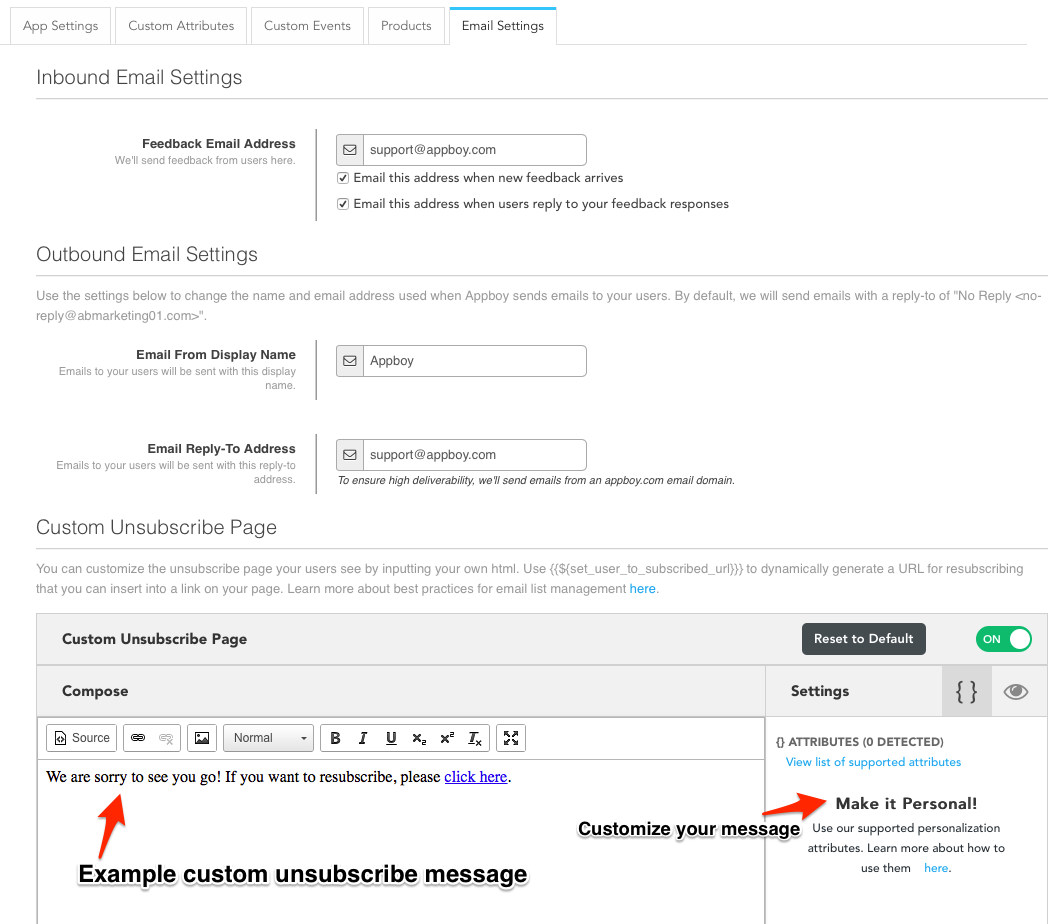 App Settings
Custom Attributes
Custom Events
Products
Email Settings
Inbound Email Settings
Feedback Email Address
We'll send feedback from users here.
support@appboy.com
Email this address when new feedback arrives
Email this address when users reply to your feedback responses
Outbound Email Settings
Use the settings below to change the name and email address used when Appboy sends emails to your users. By default, we will send emails with a reply-to of "No Reply <no-
reply@abmarketing01.com>".
Email From Display Name
Emails to your users will be sent with this display
name.
Appboy
Email Reply-To Address
Emails to your users will be sent with this reply-to
address.
support@appboy.com
To ensure high deliverability, we'll send emails from an appboy.com email domain.
Custom Unsubscribe Page
You can customize the unsubscribe page your users see by inputting your own html. Use {{${set_user_to_subscribed_url}}} to dynamically generate a URL for resubscribing
that you can insert into a link on your page. Learn more about best practices for email list management here.
Custom Unsubscribe Page
Reset to Default
ON
Compose
Settings
{ }
Source
Normal
B I U x₂ x² Tx
We are sorry to see you go! If you want to resubscribe, please click here.
Example custom unsubscribe message
{} ATTRIBUTES (0 DETECTED)
View list of supported attributes
Customize your message
Make it Personal!
Use our supported personalization
attributes. Learn more about how to
use them here.